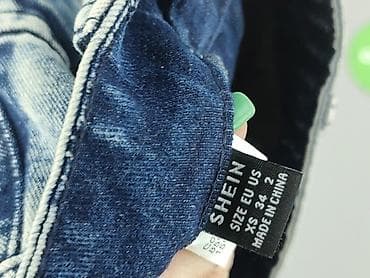 SHEIN
SIZE EU US
XS 34 2
MADE IN CHINA